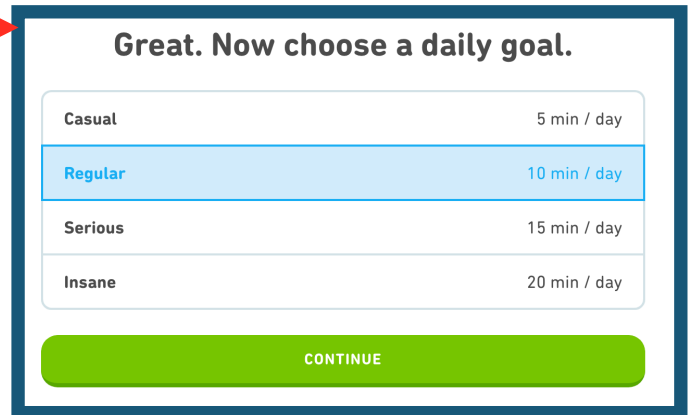 Great. Now choose a daily goal.
Casual 5 min / day
Regular 10 min / day
Serious 15 min / day
Insane 20 min / day
CONTINUE